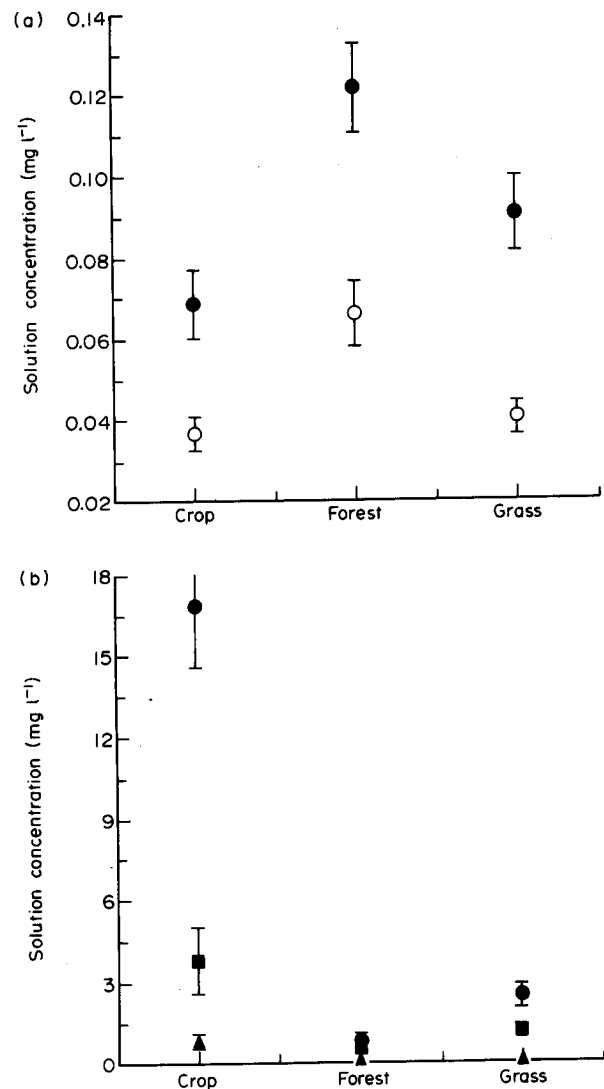 (a)
Solution concentration (mg l⁻¹)
0.14
0.12
0.10
0.08
0.06
0.04
0.02
Crop Forest Grass
(b)
Solution concentration (mg l⁻¹)
18
15
12
9
6
3
0
Crop Forest Grass